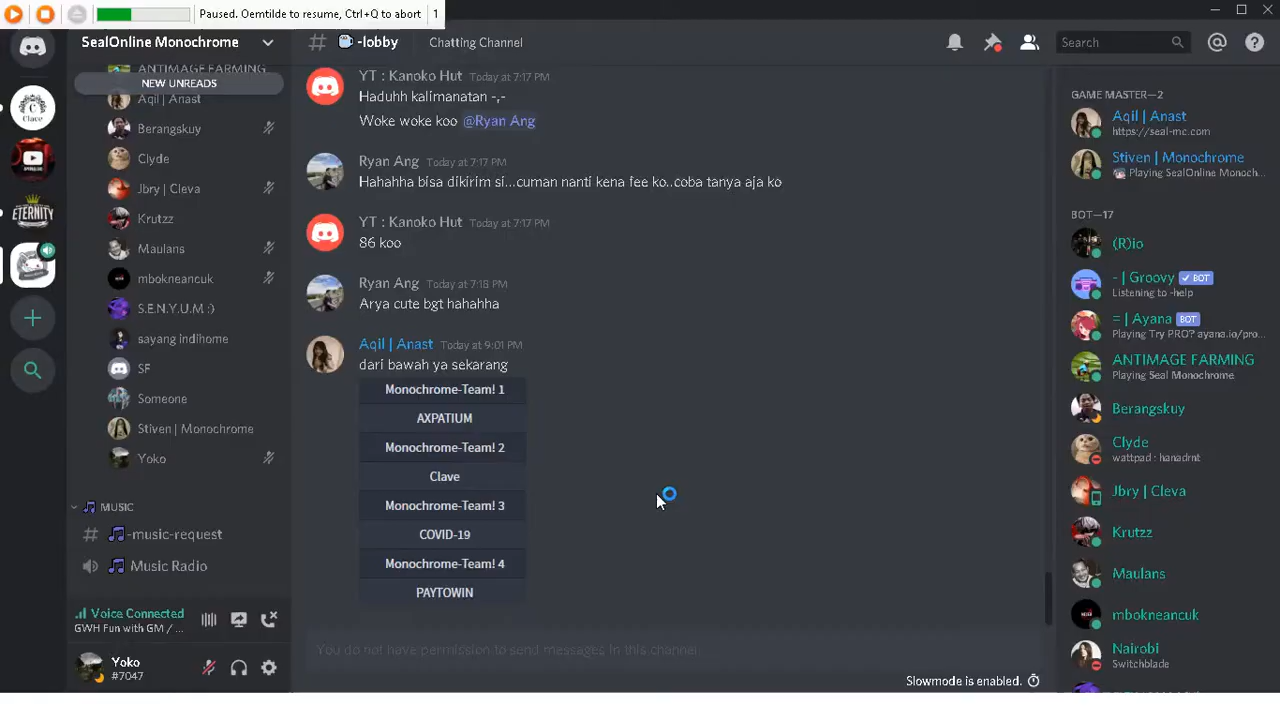 Paused. Oemtilde to resume, Ctrl+Q to abort 1
SealOnline Monochrome
ANTIMAGE FARMING
NEW UNREADS
Aqil | Anast
Berangskuy
Clyde
Jbry | Cleva
Krutzz
Maulans
mbokneancuk
S.E.N.Y.U.M :)
sayang indihome
SF
Someone
Stiven | Monochrome
Yoko
MUSIC
-music-request
Music Radio
Voice Connected
GWH Fun with GM / ...
Yoko
#7047
Clave
ETERNITY
# -lobby Chatting Channel
Search
YT : Kanoko Hut Today at 7:17 PM
Haduhh kalimanatan -,-
Woke woke koo @Ryan Ang
Ryan Ang Today at 7:17 PM
Hahahha bisa dikirim si...cuman nanti kena fee ko..coba tanya aja ko
YT : Kanoko Hut Today at 7:17 PM
86 koo
Ryan Ang Today at 7:18 PM
Arya cute bgt hahahha
Aqil | Anast Today at 9:01 PM
dari bawah ya sekarang
Monochrome-Team! 1
AXPATIUM
Monochrome-Team! 2
Clave
Monochrome-Team! 3
COVID-19
Monochrome-Team! 4
PAYTOWIN
You do not have permission to send messages in this channel.
Slowmode is enabled.
GAME MASTER—2
Aqil | Anast
https://seal-mc.com
Stiven | Monochrome
Playing SealOnline Monoch...
BOT—17
(R)io
- | Groovy BOT
Listening to -help
= | Ayana BOT
Playing Try PRO? ayana.io/pro...
ANTIMAGE FARMING
Playing Seal Monochrome
Berangskuy
Clyde
wattpad : hanadrnt
Jbry | Cleva
Krutzz
Maulans
mbokneancuk
Nairobi
Switchblade